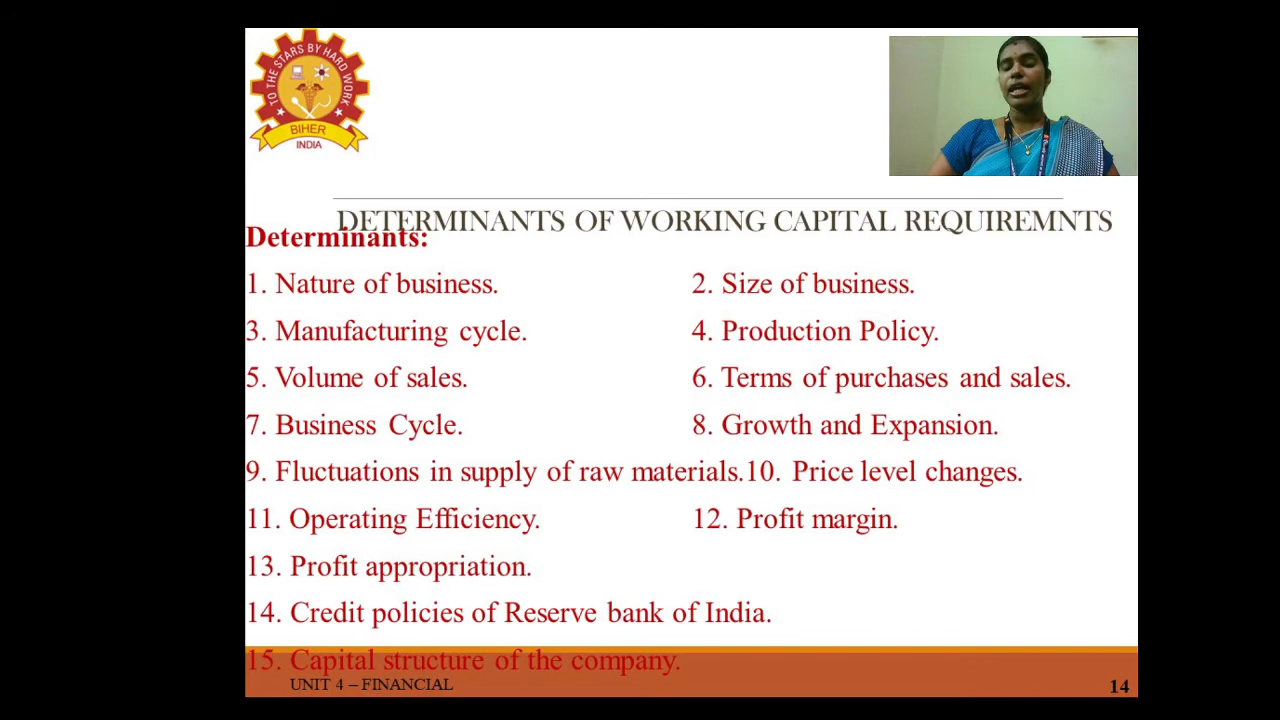 TO THE STARS BY HARD WORK
BIHER
INDIA
DETERMINANTS OF WORKING CAPITAL REQUIREMNTS
Determinants:
1. Nature of business. 2. Size of business.
3. Manufacturing cycle. 4. Production Policy.
5. Volume of sales. 6. Terms of purchases and sales.
7. Business Cycle. 8. Growth and Expansion.
9. Fluctuations in supply of raw materials.10. Price level changes.
11. Operating Efficiency. 12. Profit margin.
13. Profit appropriation.
14. Credit policies of Reserve bank of India.
15. Capital structure of the company.
UNIT 4 – FINANCIAL 14